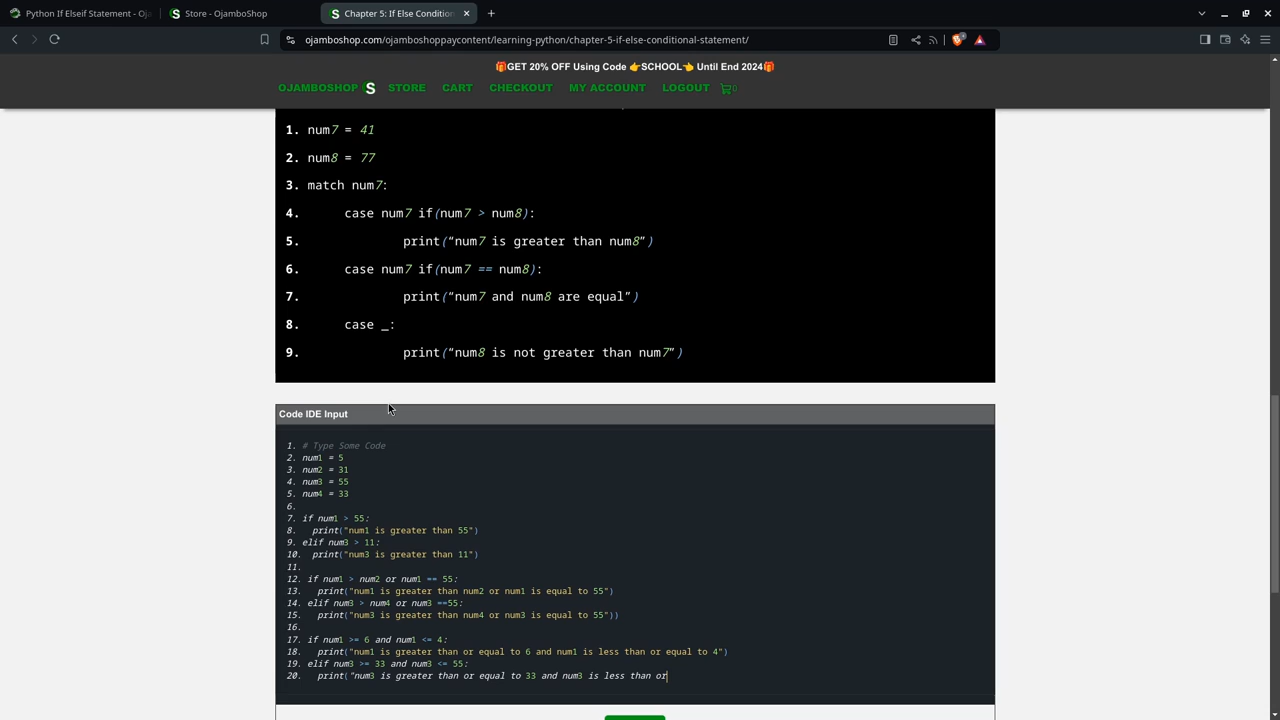 Python If Elseif Statement - Oj
Store - OjamboShop
Chapter 5: If Else Condition
ojamboshop.com/ojamboshoppaycontent/learning-python/chapter-5-if-else-conditional-statement/
🎁GET 20% OFF Using Code 👉SCHOOL👈 Until End 2024🎁
OJAMBOSHOP S STORE CART CHECKOUT MY ACCOUNT LOGOUT 0
1. num7 = 41
2. num8 = 77
3. match num7:
4. case num7 if(num7 > num8):
5. print(“num7 is greater than num8”)
6. case num7 if(num7 == num8):
7. print(“num7 and num8 are equal”)
8. case _:
9. print(“num8 is not greater than num7”)
Code IDE Input
1. # Type Some Code
2. num1 = 5
3. num2 = 31
4. num3 = 55
5. num4 = 33
6.
7. if num1 > 55:
8. print("num1 is greater than 55")
9. elif num3 > 11:
10. print("num3 is greater than 11")
11.
12. if num1 > num2 or num1 == 55:
13. print("num1 is greater than num2 or num1 is equal to 55")
14. elif num3 > num4 or num3 ==55:
15. print("num3 is greater than num4 or num3 is equal to 55"))
16.
17. if num1 >= 6 and num1 <= 4:
18. print("num1 is greater than or equal to 6 and num1 is less than or equal to 4")
19. elif num3 >= 33 and num3 <= 55:
20. print("num3 is greater than or equal to 33 and num3 is less than or